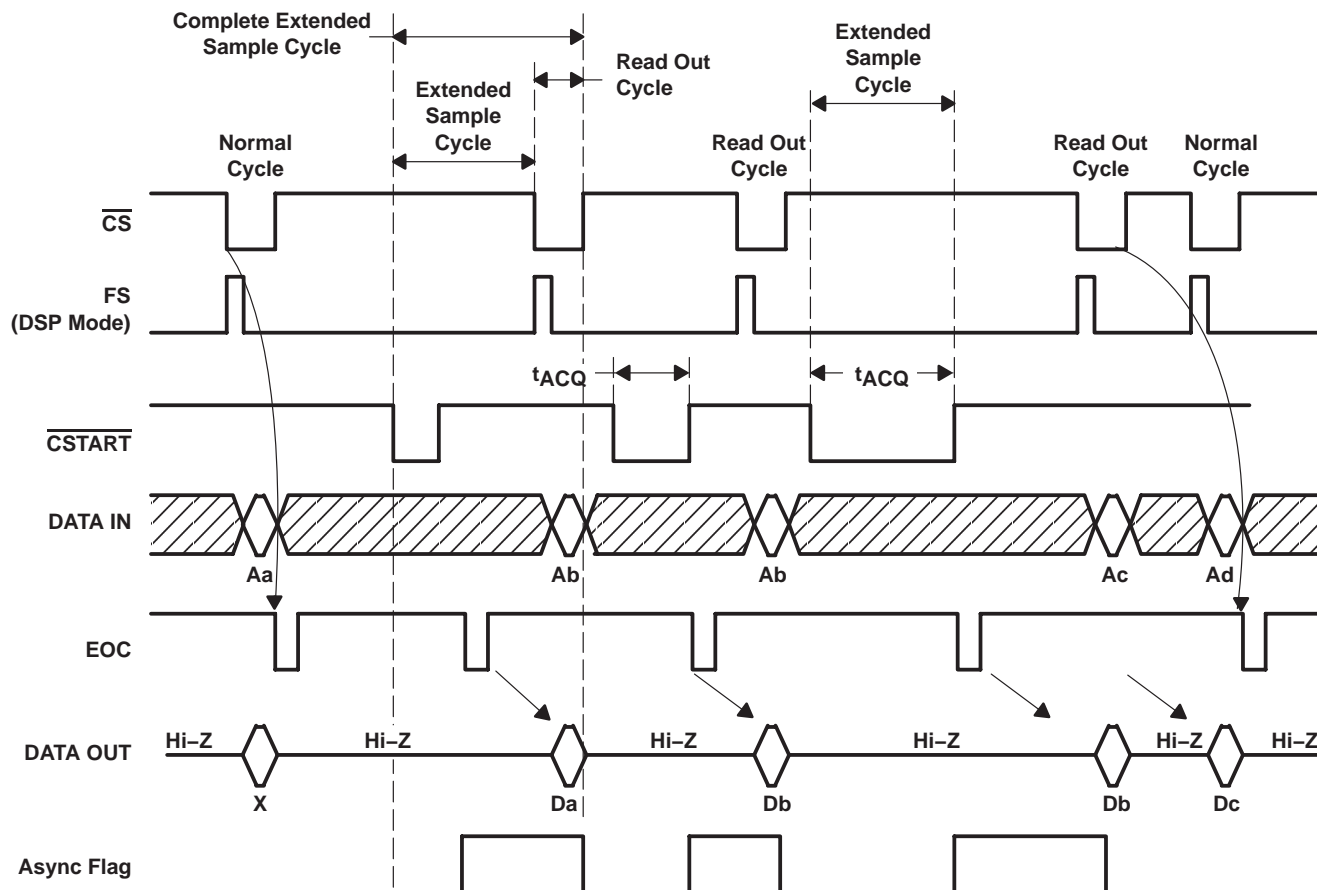 Complete Extended
Sample Cycle
Extended
Sample
Cycle
Read Out
Cycle
Extended
Sample
Cycle
Normal
Cycle
Read Out
Cycle
Read Out
Cycle
Normal
Cycle
CS
FS
(DSP Mode)
tACQ
tACQ
CSTART
DATA IN
Aa
Ab
Ab
Ac
Ad
EOC
DATA OUT
Hi–Z
Hi–Z
Hi–Z
Hi–Z
Hi–Z
Hi–Z
X
Da
Db
Db
Dc
Async Flag